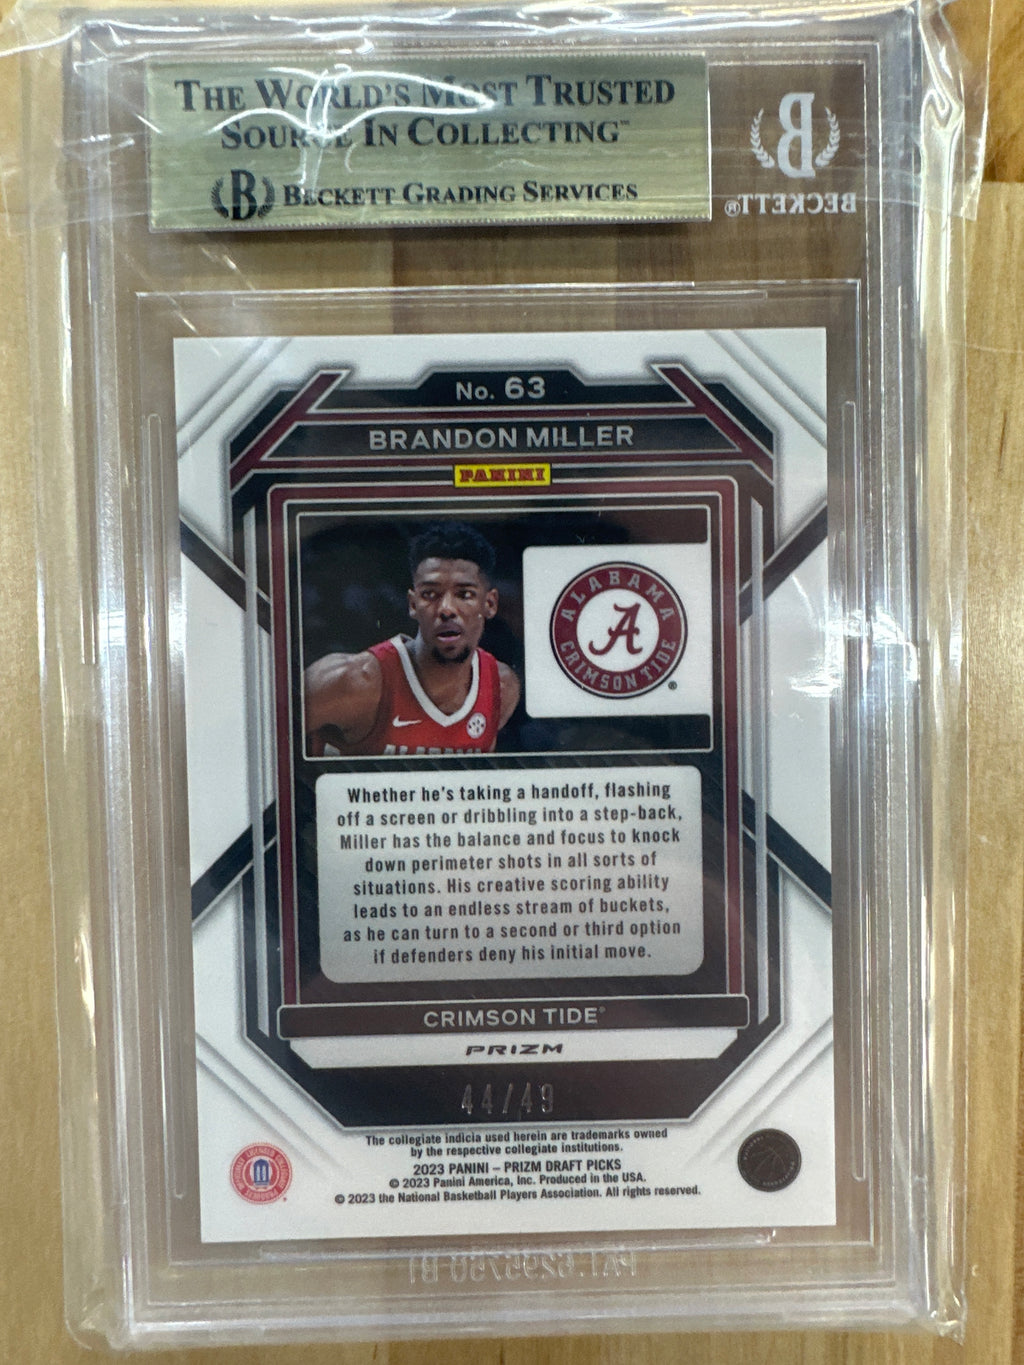 THE WORLD'S MOST TRUSTED
SOURCE IN COLLECTING™
B BECKETT GRADING SERVICES
B
BECKETT®
No. 63
BRANDON MILLER
PANINI
ALABAMA
CRIMSON TIDE
A
®
ALABAMA
Whether he's taking a handoff, flashing
off a screen or dribbling into a step-back,
Miller has the balance and focus to knock
down perimeter shots in all sorts of
situations. His creative scoring ability
leads to an endless stream of buckets,
as he can turn to a second or third option
if defenders deny his initial move.
CRIMSON TIDE®
PRIZM
44/49
The collegiate indicia used herein are trademarks owned
by the respective collegiate institutions.
2023 PANINI – PRIZM DRAFT PICKS
© 2023 Panini America, Inc. Produced in the USA.
© 2023 the National Basketball Players Association. All rights reserved.